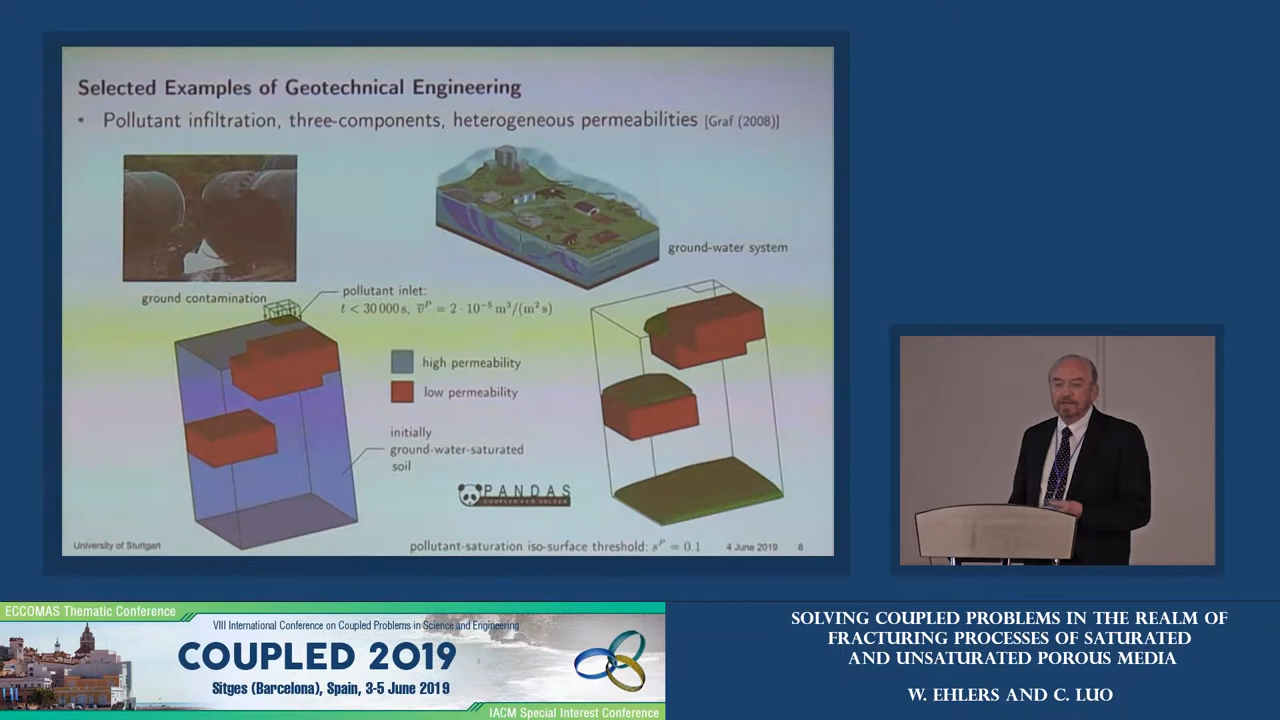 Selected Examples of Geotechnical Engineering
• Pollutant infiltration, three-components, heterogeneous permeabilities [Graf (2008)]
ground-water system
ground contamination
pollutant inlet:
t < 30 000 s, v̄ᴾ = 2 · 10⁻⁵ m³/(m² s)
high permeability
low permeability
initially
ground-water-saturated
soil
PANDAS
University of Stuttgart
pollutant-saturation iso-surface threshold: sᴾ = 0.1
4 June 2019 8
ECCOMAS Thematic Conference
VIII International Conference on Coupled Problems in Science and Engineering
COUPLED 2019
Sitges (Barcelona), Spain, 3-5 June 2019
IACM Special Interest Conference
SOLVING COUPLED PROBLEMS IN THE REALM OF
FRACTURING PROCESSES OF SATURATED
AND UNSATURATED POROUS MEDIA
W. EHLERS AND C. LUO